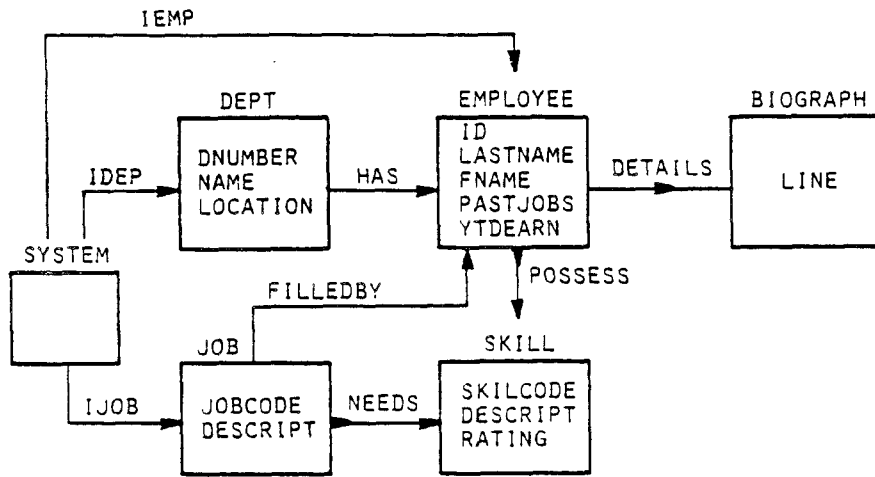 IEMP
DEPT
EMPLOYEE
BIOGRAPH
DNUMBER
NAME
LOCATION
IDEP
HAS
ID
LASTNAME
FNAME
PASTJOBS
YTDEARN
DETAILS
LINE
SYSTEM
FILLEDBY
POSSESS
JOB
SKILL
IJOB
JOBCODE
DESCRIPT
NEEDS
SKILCODE
DESCRIPT
RATING